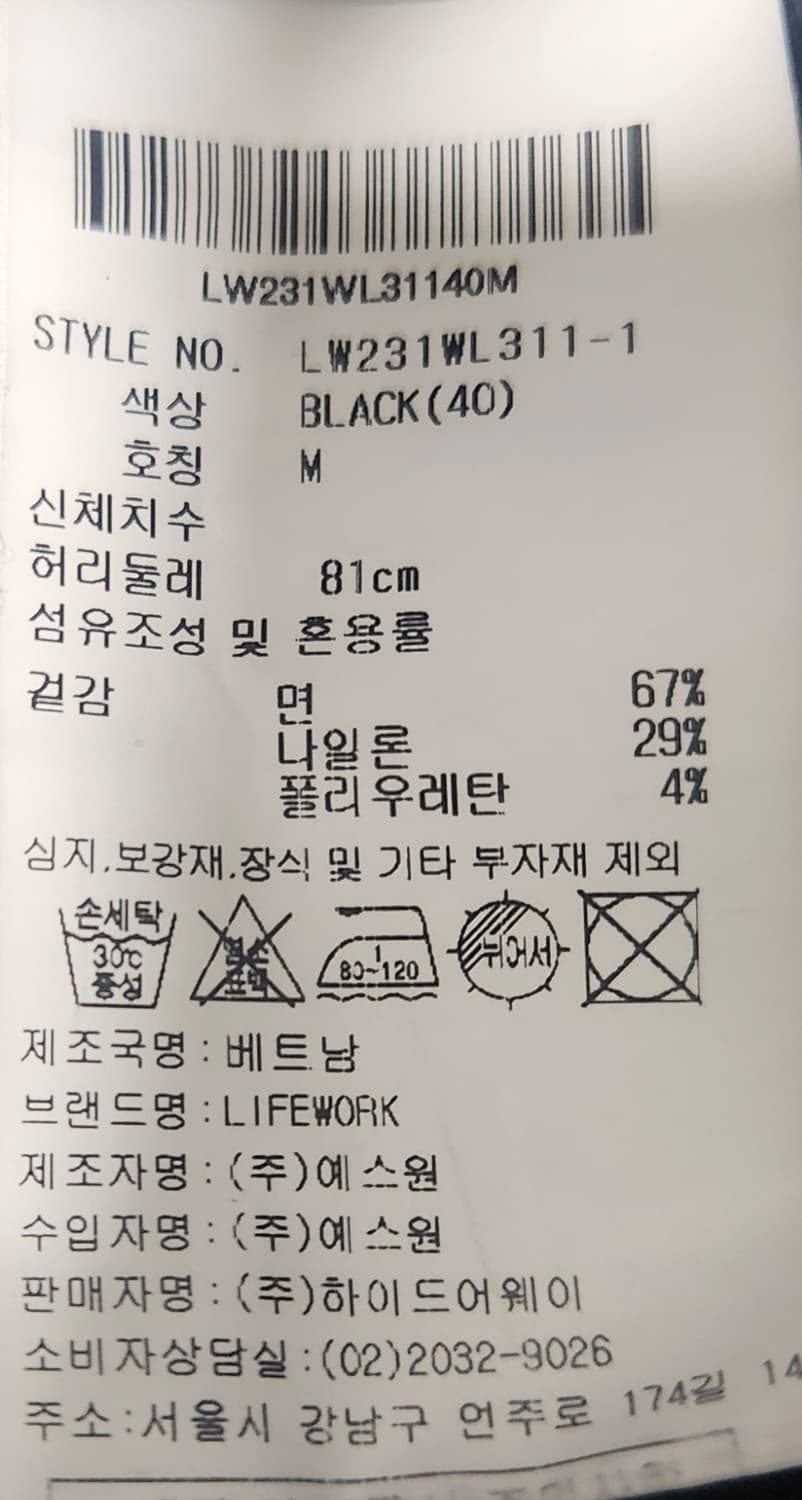 LW231WL31140M
STYLE NO. LW231WL311-1
색상 BLACK(40)
호칭 M
신체치수
허리둘레 81cm
섬유조성 및 혼용률
겉감 면 67%
나일론 29%
폴리우레탄 4%
심지.보강재.장식 및 기타 부자재 제외
손세탁
30℃
중성
염소
표백
80~120
뉘어서
제조국명:베트남
브랜드명:LIFEWORK
제조자명:(주)예스원
수입자명:(주)예스원
판매자명:(주)하이드어웨이
소비자상담실:(02)2032-9026
주소:서울시 강남구 언주로 174길 14